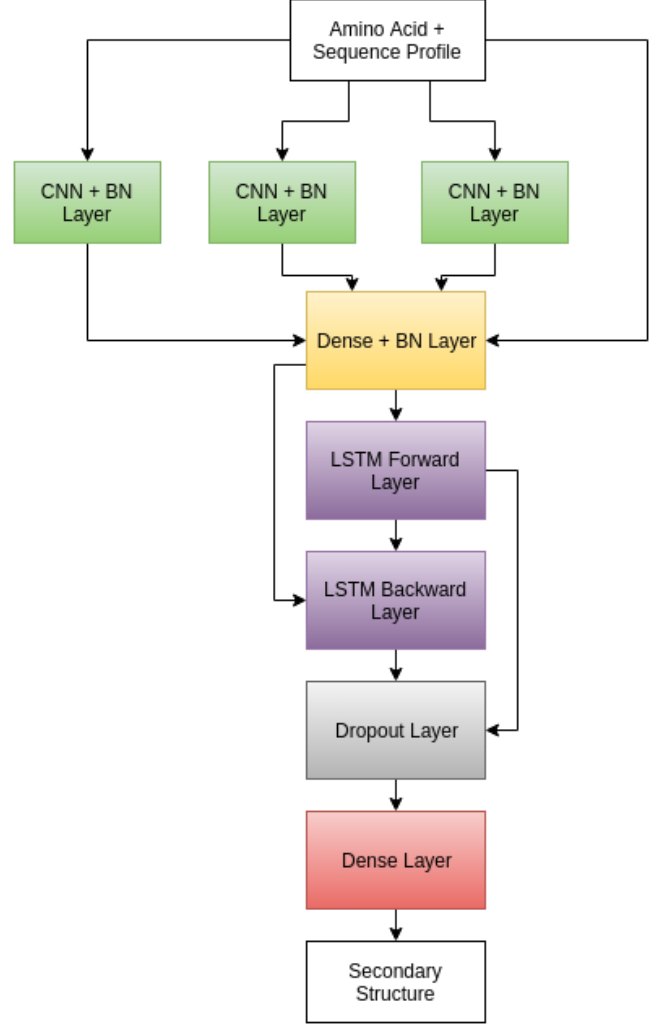 Amino Acid +
Sequence Profile
CNN + BN
Layer
CNN + BN
Layer
CNN + BN
Layer
Dense + BN Layer
LSTM Forward
Layer
LSTM Backward
Layer
Dropout Layer
Dense Layer
Secondary
Structure